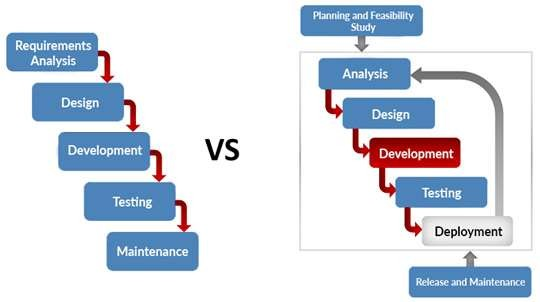 Requirements
Analysis
Design
Development
Testing
Maintenance
VS
Planning and Feasibility
Study
Analysis
Design
Development
Testing
Deployment
Release and Maintenance